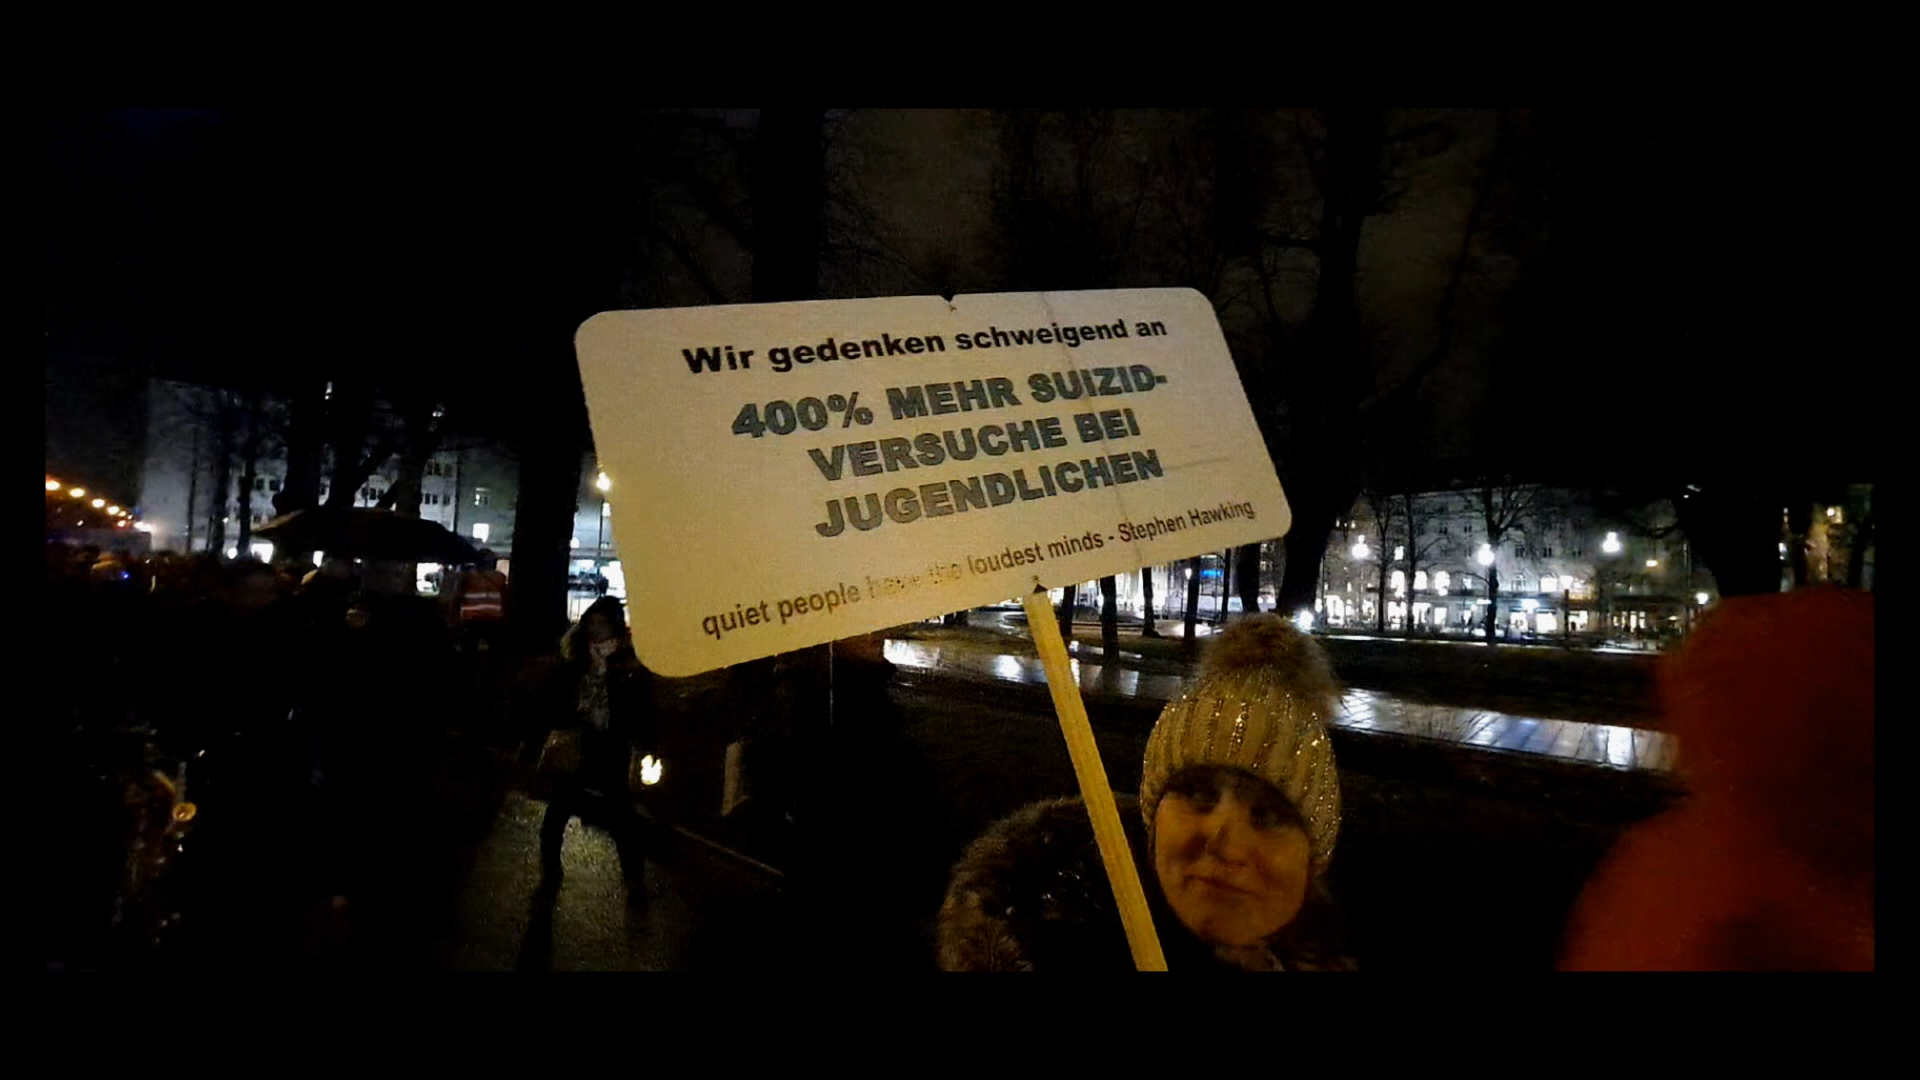 Wir gedenken schweigend an
400% MEHR SUIZID-
VERSUCHE BEI
JUGENDLICHEN
quiet people have the loudest minds - Stephen Hawking